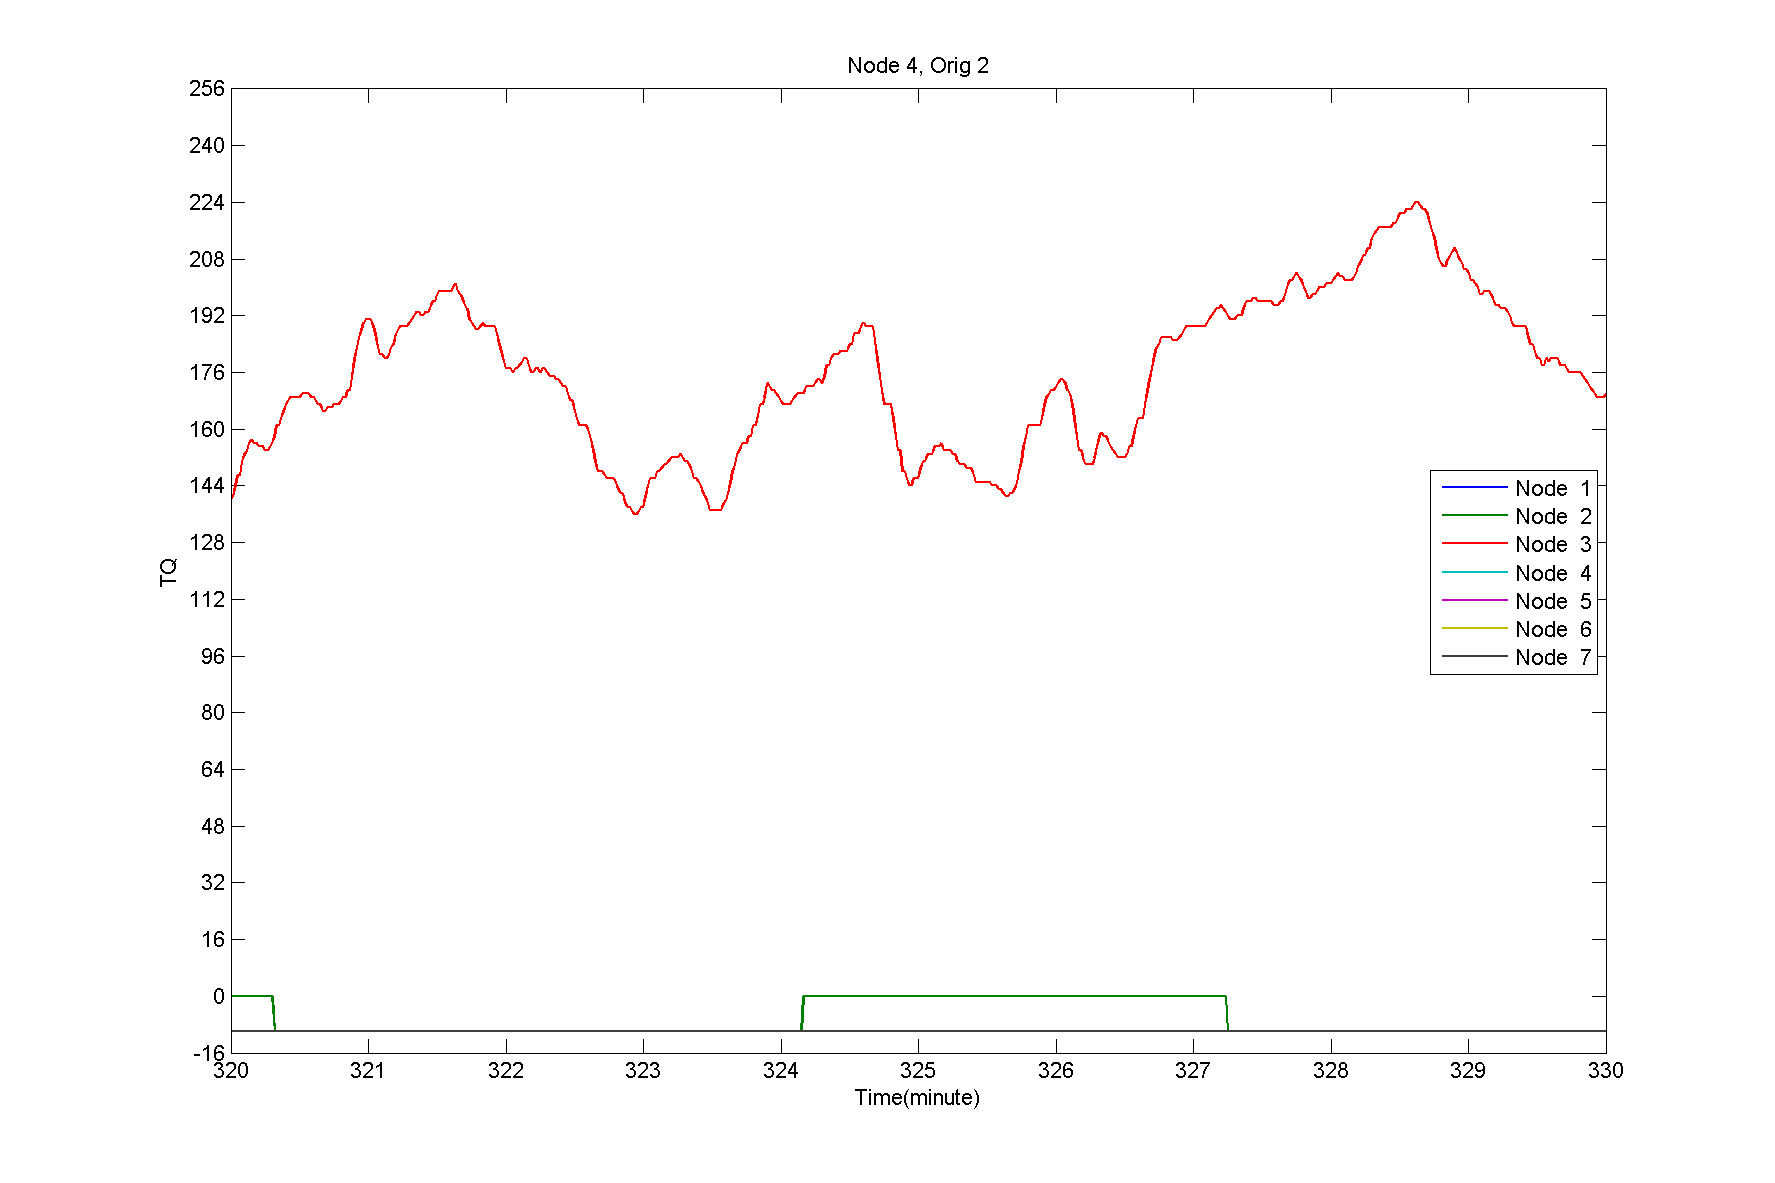 Node 4, Orig 2
256
240
224
208
192
176
160
144
128
112
96
80
64
48
32
16
0
-16
TQ
Node 1
Node 2
Node 3
Node 4
Node 5
Node 6
Node 7
320 321 322 323 324 325 326 327 328 329 330
Time(minute)